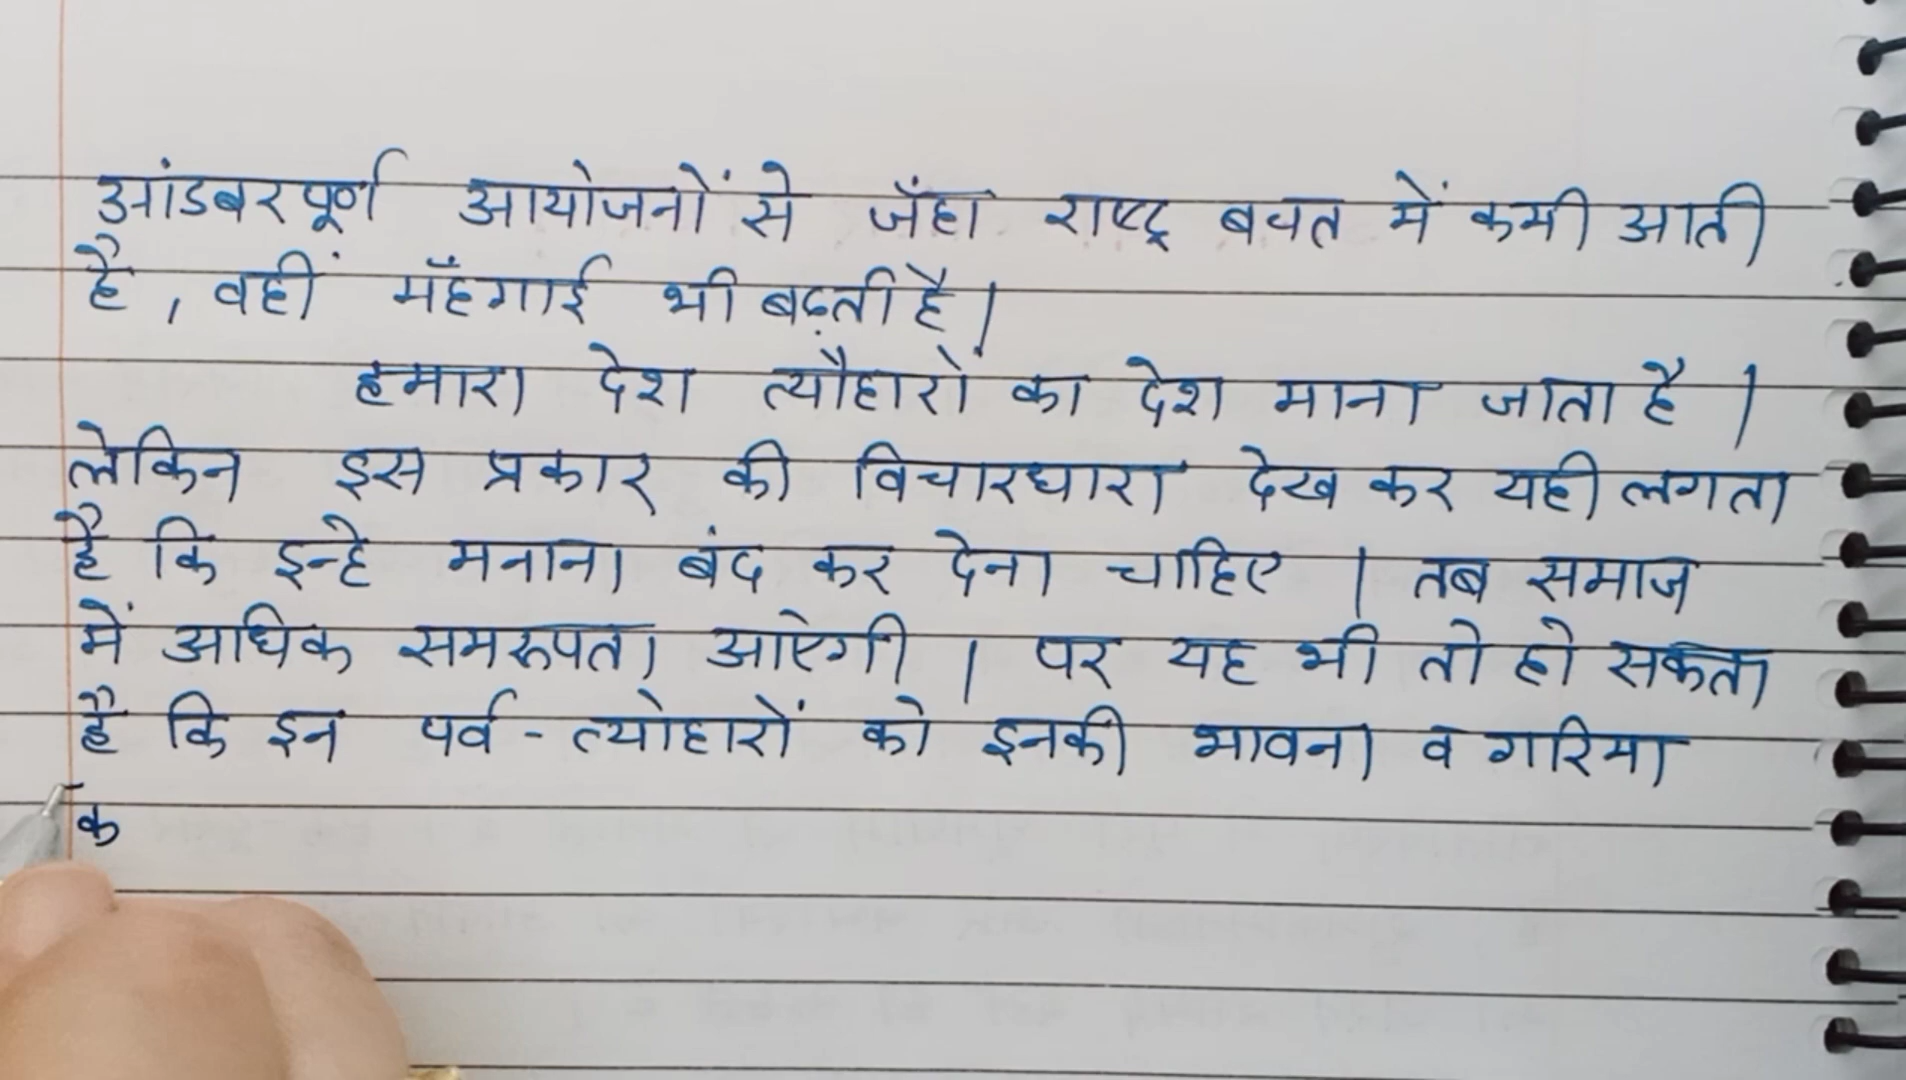 आंडबरपूर्ण आयोजनों से जँहा राष्ट्र बचत में कमी आती
है, वहीं मँहगाई भी बढ़ती है।
हमारा देश त्यौहारों का देश माना जाता है।
लेकिन इस प्रकार की विचारधारा देख कर यही लगता
है कि इन्हे मनाना बंद कर देना चाहिए । तब समाज
में अधिक समरुपता आऐगी । पर यह भी तो हो सकता
है कि इन पर्व - त्योहारों को इनकी भावना व गरिमा
क